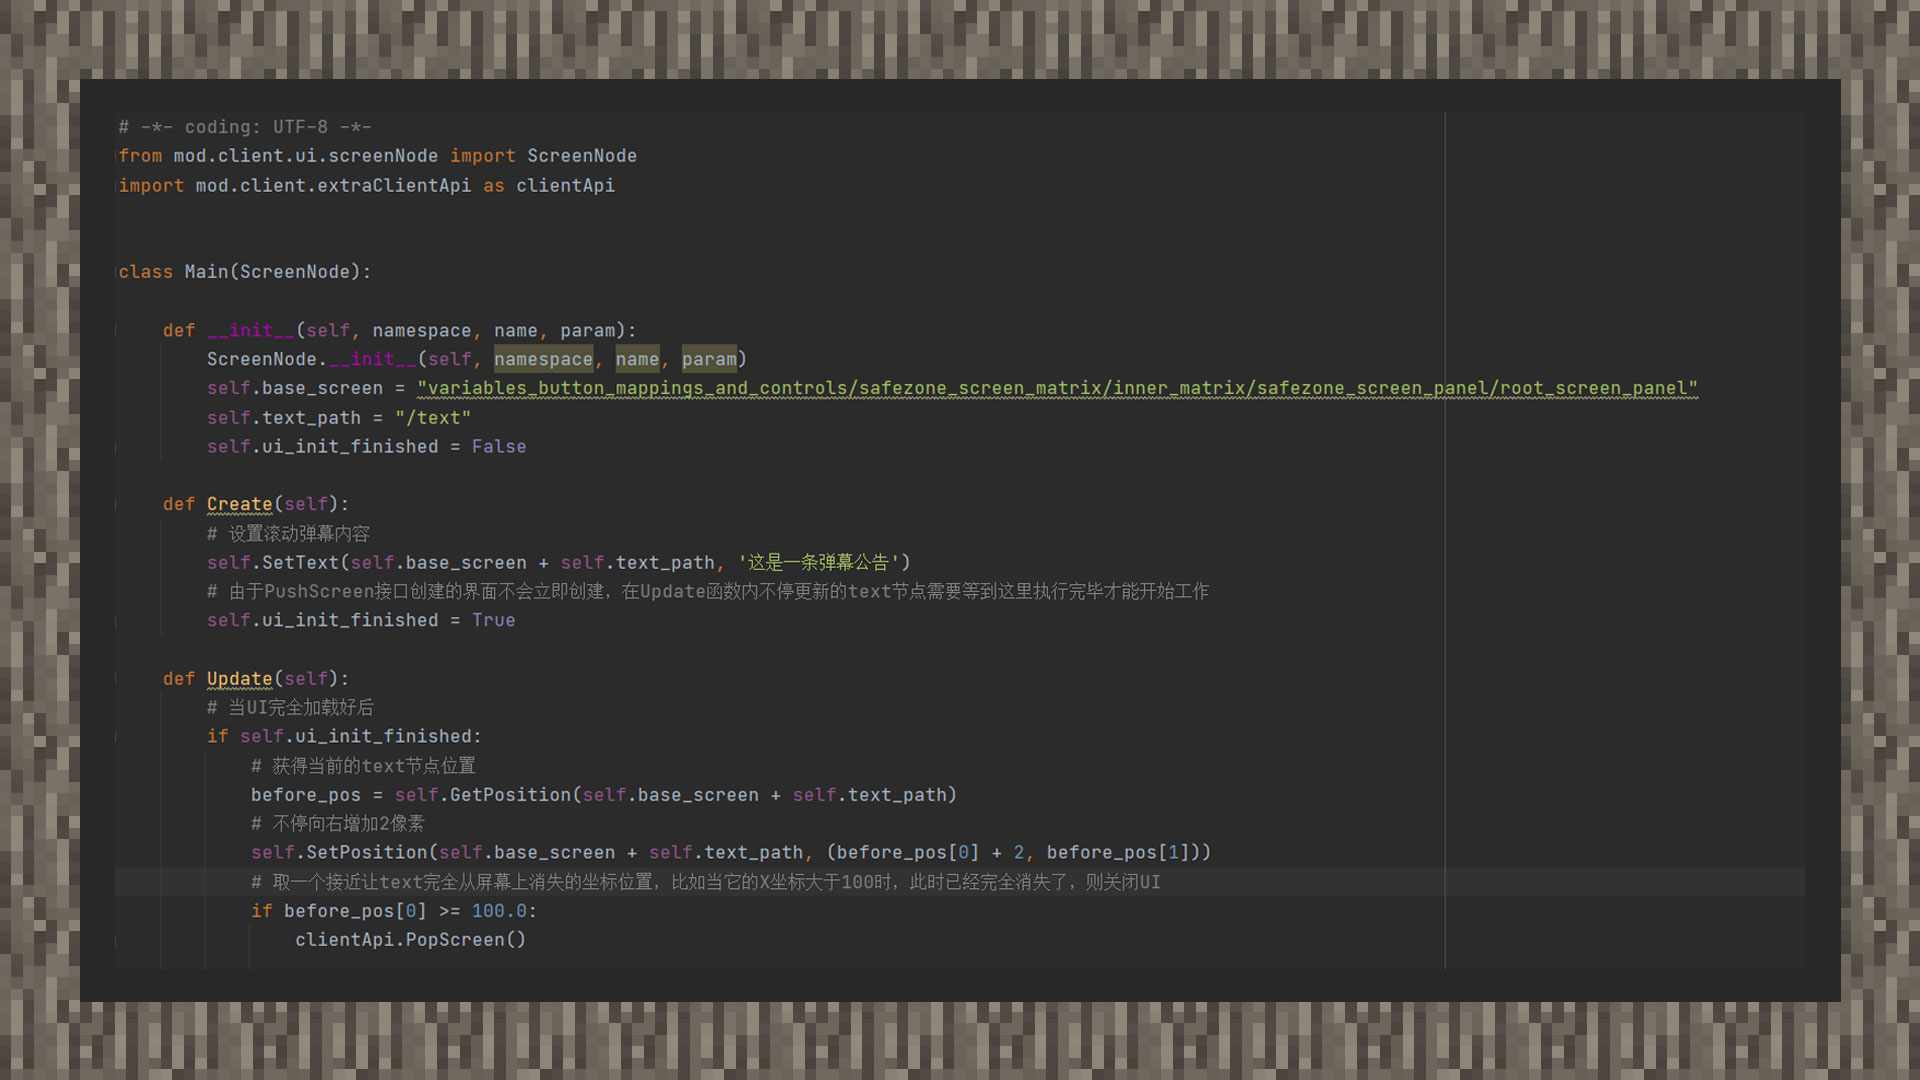 # -*- coding: UTF-8 -*-
from mod.client.ui.screenNode import ScreenNode
import mod.client.extraClientApi as clientApi
class Main(ScreenNode):
def __init__(self, namespace, name, param):
ScreenNode.__init__(self, namespace, name, param)
self.base_screen = "variables_button_mappings_and_controls/safezone_screen_matrix/inner_matrix/safezone_screen_panel/root_screen_panel"
self.text_path = "/text"
self.ui_init_finished = False
def Create(self):
# 设置滚动弹幕内容
self.SetText(self.base_screen + self.text_path, '这是一条弹幕公告')
# 由于PushScreen接口创建的界面不会立即创建，在Update函数内不停更新的text节点需要等到这里执行完毕才能开始工作
self.ui_init_finished = True
def Update(self):
# 当UI完全加载好后
if self.ui_init_finished:
# 获得当前的text节点位置
before_pos = self.GetPosition(self.base_screen + self.text_path)
# 不停向右增加2像素
self.SetPosition(self.base_screen + self.text_path, (before_pos[0] + 2, before_pos[1]))
# 取一个接近让text完全从屏幕上消失的坐标位置，比如当它的X坐标大于100时，此时已经完全消失了，则关闭UI
if before_pos[0] >= 100.0:
clientApi.PopScreen()